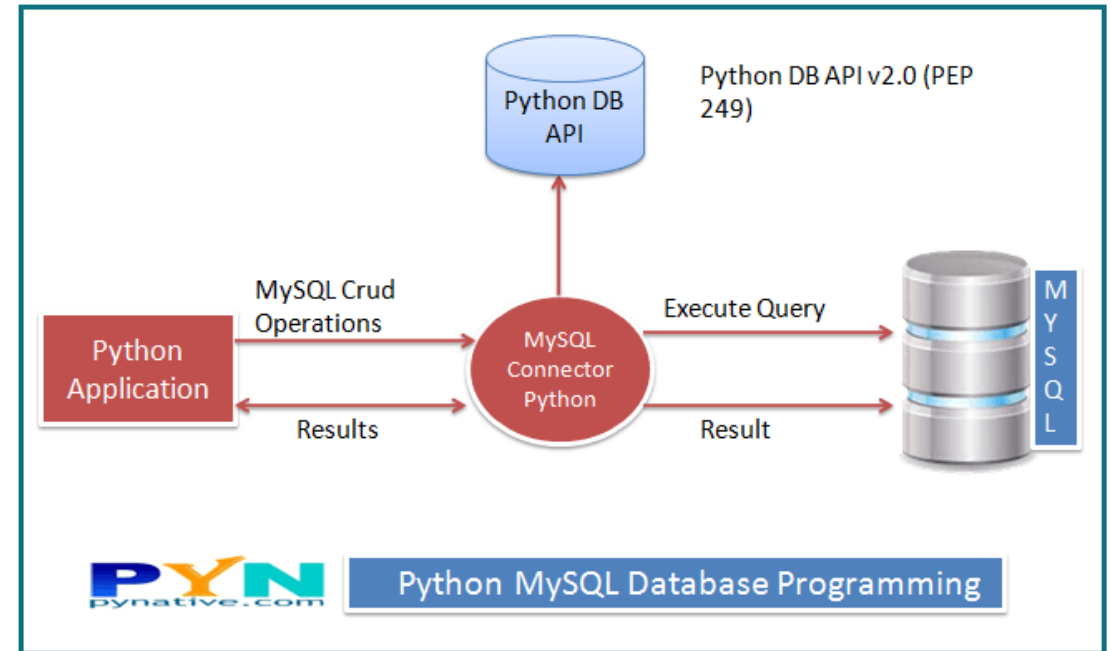 Python DB
API
Python DB API v2.0 (PEP
249)
MySQL Crud
Operations
Execute Query
Python
Application
MySQL
Connector
Python
M
Y
S
Q
L
Results
Result
PYN
pynative.com
Python MySQL Database Programming